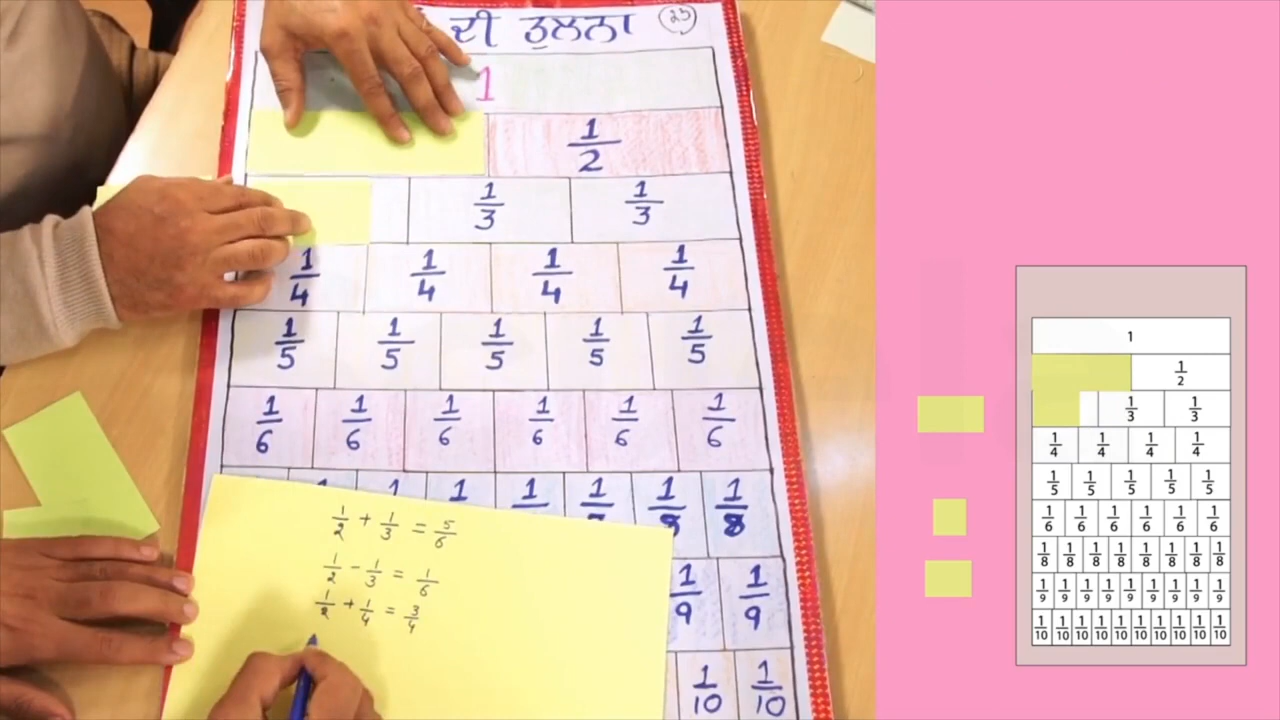 ਦੀ ਤੁਲਨਾ
1
1/2
1/3 1/3
1/4 1/4 1/4 1/4
1/5 1/5 1/5 1/5 1/5
1/6 1/6 1/6 1/6 1/6 1/6
1/8
1/9 1/9
1/10 1/10
1/2 + 1/3 = 5/6
1/2 - 1/3 = 1/6
1/2 + 1/4 = 3/4
1
1/2
1/3 1/3
1/4 1/4 1/4 1/4
1/5 1/5 1/5 1/5 1/5
1/6 1/6 1/6 1/6 1/6 1/6
1/8 1/8 1/8 1/8 1/8 1/8 1/8 1/8
1/9 1/9 1/9 1/9 1/9 1/9 1/9 1/9 1/9
1/10 1/10 1/10 1/10 1/10 1/10 1/10 1/10 1/10 1/10